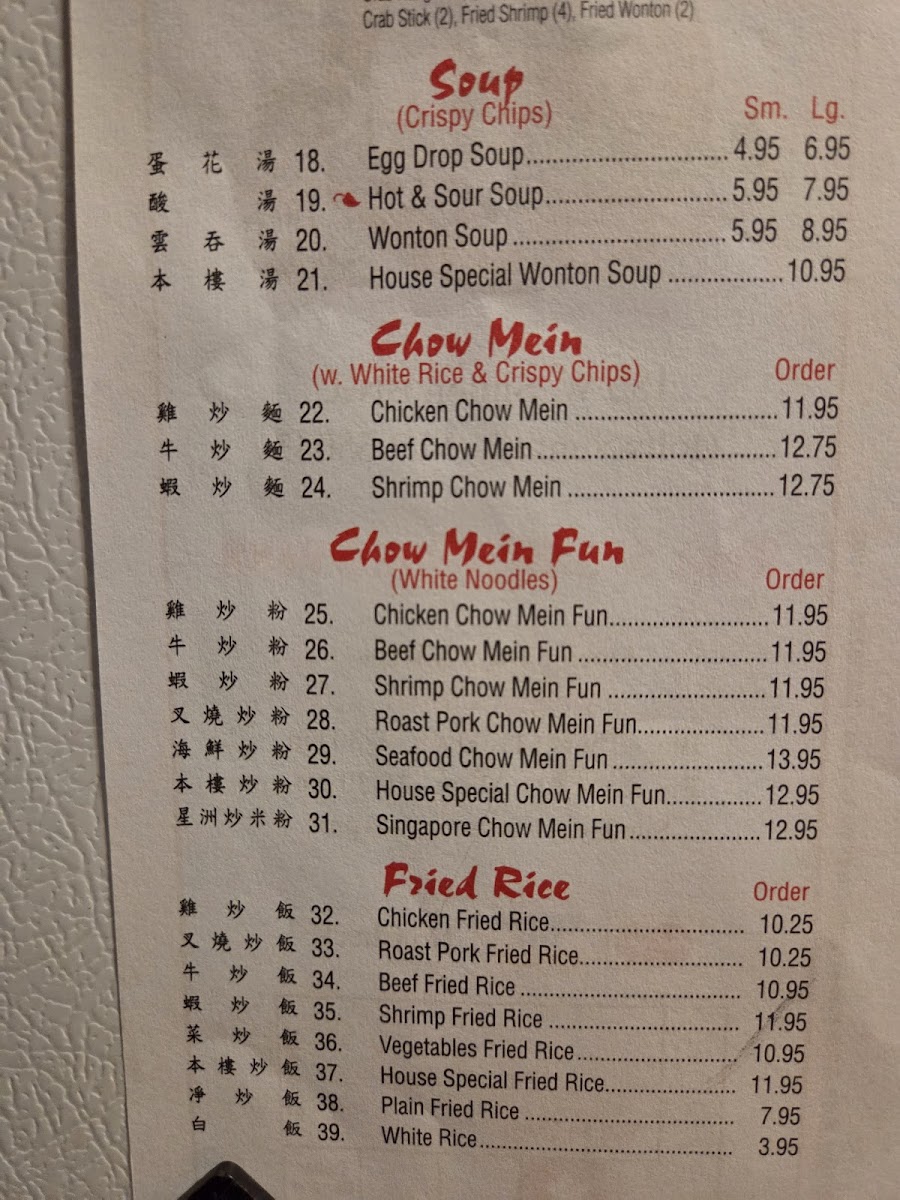 Crab Stick (2), Fried Shrimp (4), Fried Wonton (2)
Soup
(Crispy Chips) Sm. Lg.
蛋花湯 18. Egg Drop Soup 4.95 6.95
酸湯 19. Hot & Sour Soup 5.95 7.95
雲吞湯 20. Wonton Soup 5.95 8.95
本樓湯 21. House Special Wonton Soup 10.95
Chow Mein
(w. White Rice & Crispy Chips) Order
雞炒麵 22. Chicken Chow Mein 11.95
牛炒麵 23. Beef Chow Mein 12.75
蝦炒麵 24. Shrimp Chow Mein 12.75
Chow Mein Fun
(White Noodles) Order
雞炒粉 25. Chicken Chow Mein Fun 11.95
牛炒粉 26. Beef Chow Mein Fun 11.95
蝦炒粉 27. Shrimp Chow Mein Fun 11.95
叉燒炒粉 28. Roast Pork Chow Mein Fun 11.95
海鮮炒粉 29. Seafood Chow Mein Fun 13.95
本樓炒粉 30. House Special Chow Mein Fun 12.95
星洲炒米粉 31. Singapore Chow Mein Fun 12.95
Fried Rice Order
雞炒飯 32. Chicken Fried Rice 10.25
叉燒炒飯 33. Roast Pork Fried Rice 10.25
牛炒飯 34. Beef Fried Rice 10.95
蝦炒飯 35. Shrimp Fried Rice 11.95
菜炒飯 36. Vegetables Fried Rice 10.95
本樓炒飯 37. House Special Fried Rice 11.95
凈炒飯 38. Plain Fried Rice 7.95
白飯 39. White Rice 3.95